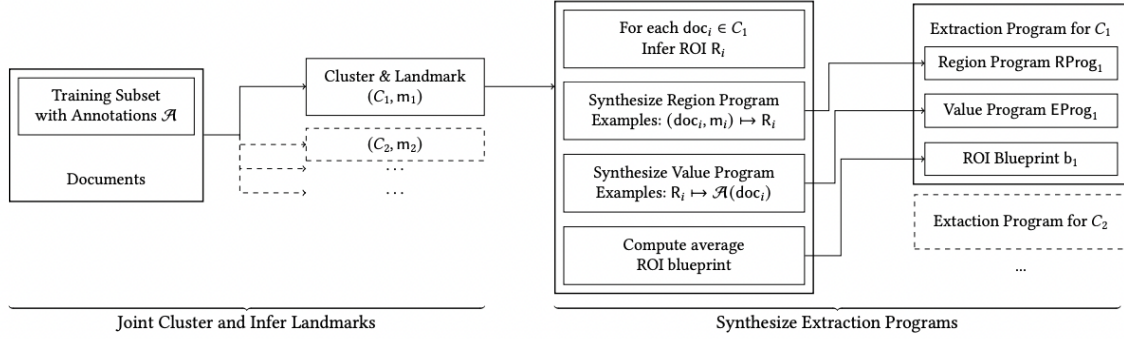 Training Subset
with Annotations 𝒜
Documents
Cluster & Landmark
(C₁, m₁)
(C₂, m₂)
...
...
Joint Cluster and Infer Landmarks
For each docᵢ ∈ C₁
Infer ROI Rᵢ
Synthesize Region Program
Examples: (docᵢ, mᵢ) ↦ Rᵢ
Synthesize Value Program
Examples: Rᵢ ↦ 𝒜(docᵢ)
Compute average
ROI blueprint
Extraction Program for C₁
Region Program RProg₁
Value Program EProg₁
ROI Blueprint b₁
Extaction Program for C₂
...
Synthesize Extraction Programs